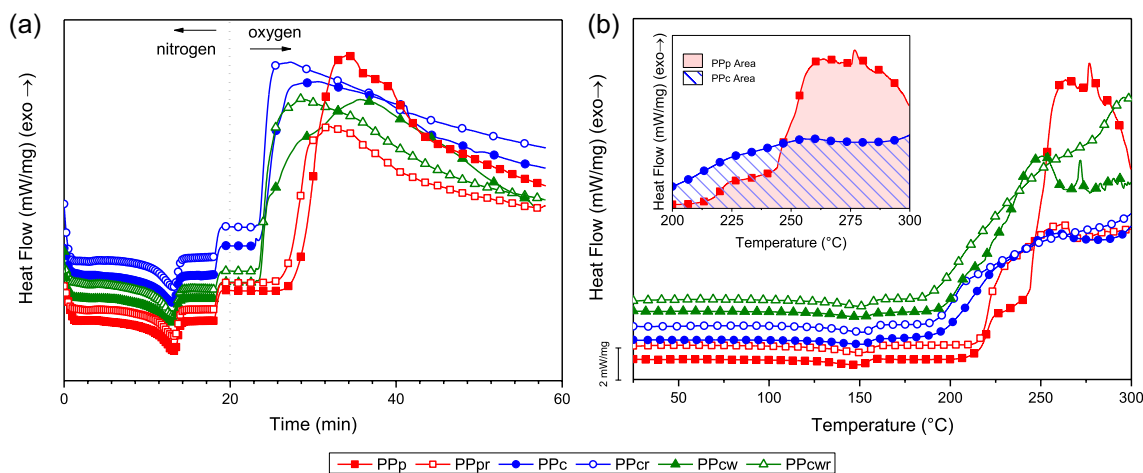 (a)
nitrogen
oxygen
Heat Flow (mW/mg) (exo →)
0
20
40
60
Time (min)
(b)
Heat Flow (mW/mg) (exo→)
PPp Area
PPc Area
200
225
250
275
300
Temperature (°C)
Heat Flow (mW/mg) (exo→)
2 mW/mg
50
100
150
200
250
300
Temperature (°C)
PPp PPpr PPc PPcr PPcw PPcwr